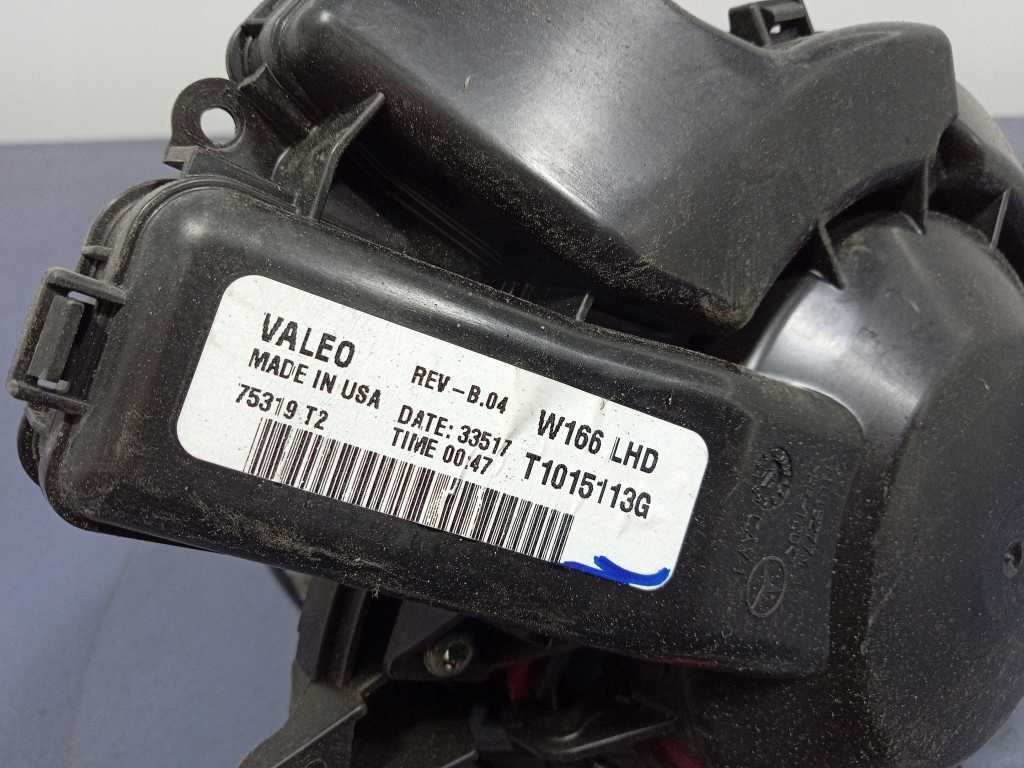 VALEO
MADE IN USA
75319 T2
REV-B.04
DATE: 33517
TIME 00:47
W166 LHD
T1015113G